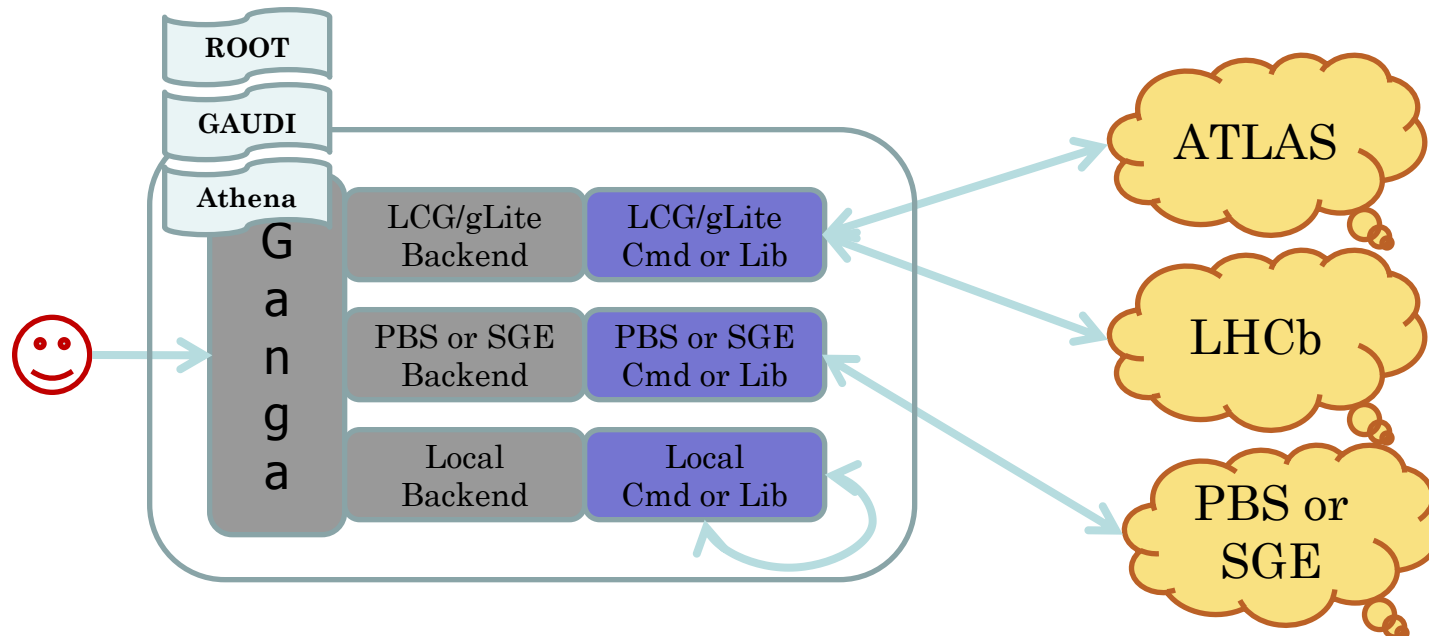 ROOT
GAUDI
Athena
G
a
n
g
a
LCG/gLite
Backend
LCG/gLite
Cmd or Lib
PBS or SGE
Backend
PBS or SGE
Cmd or Lib
Local
Backend
Local
Cmd or Lib
ATLAS
LHCb
PBS or
SGE